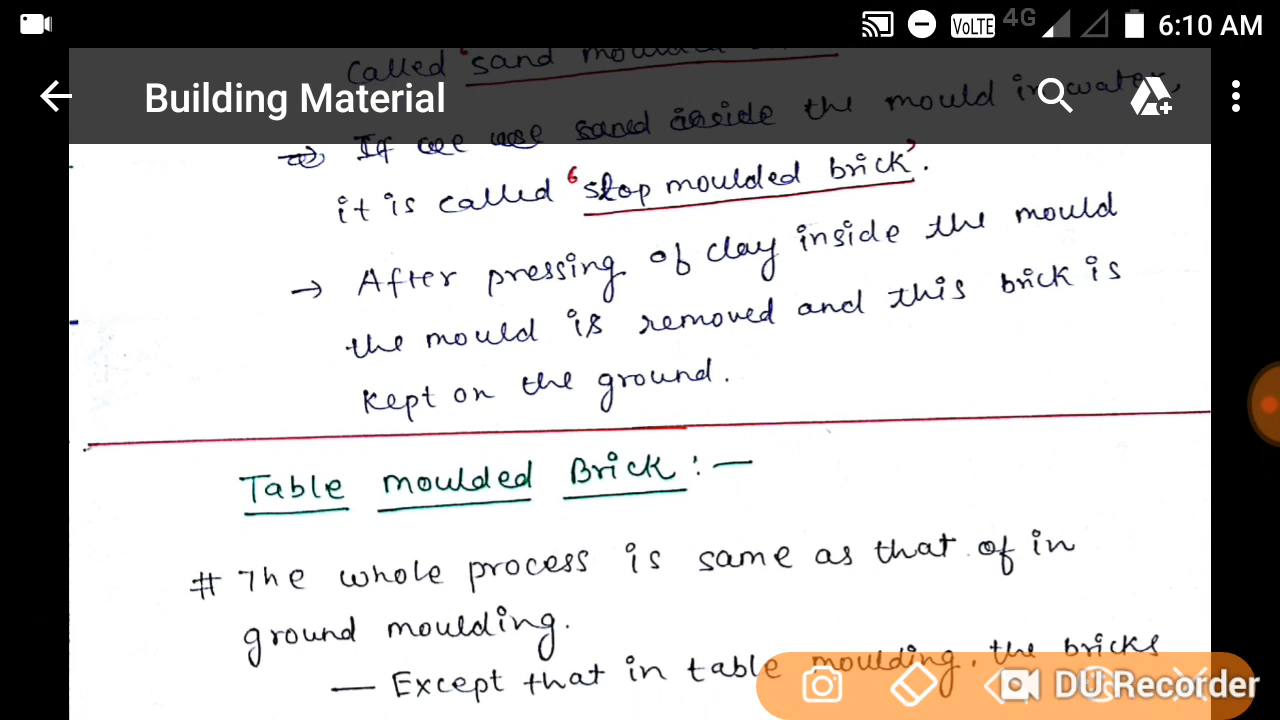 VoLTE 4G 6:10 AM
called 'sand
Building Material
⇒ If we use sand inside the mould in water,
it is called 'slop moulded brick'.
→ After pressing of clay inside the mould
the mould is removed and this brick is
kept on the ground.
Table moulded Brick : —
# The whole process is same as that of in
ground moulding.
— Except that in table moulding, the bricks
DU Recorder